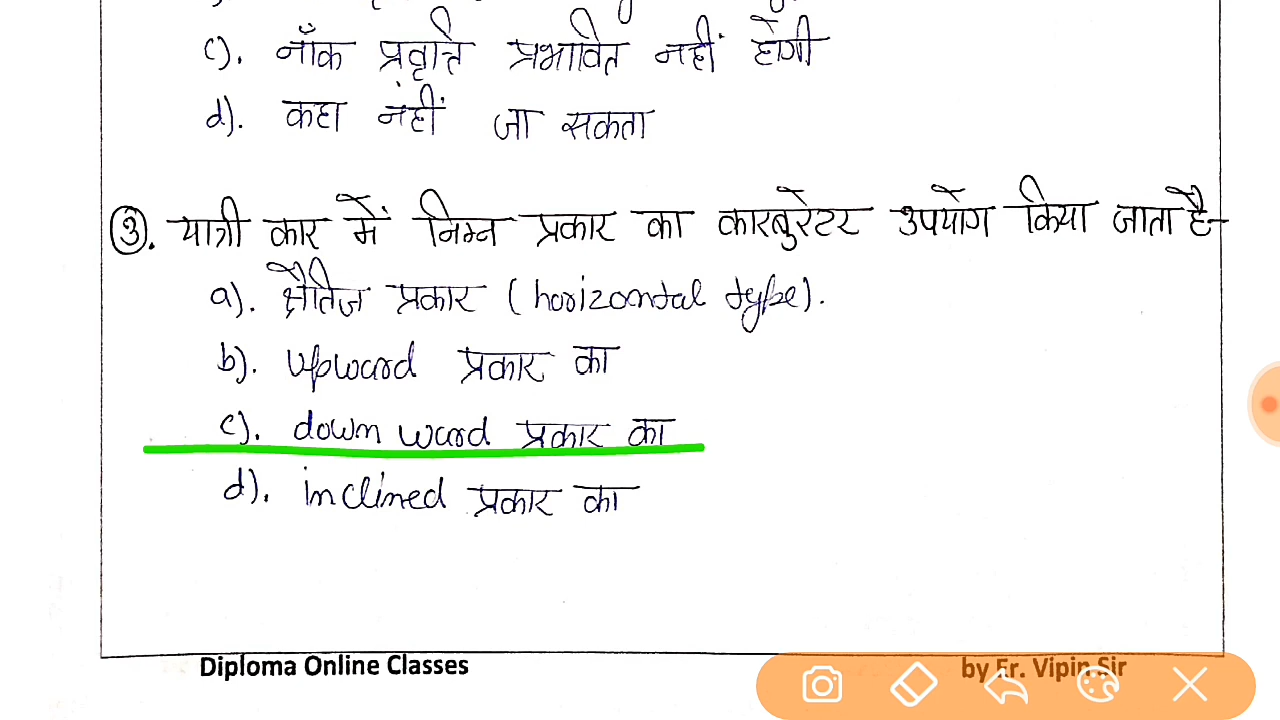 c). नाँक प्रवृत्ति प्रभावित नहीं होगी
d). कहा नंहीं जा सकता
③. यात्री कार में निम्न प्रकार का कारबुरेटर उपयोग किया जाता है-
a). क्षैतिज प्रकार (horizontal type).
b). upward प्रकार का
c). down ward प्रकार का
d). inclined प्रकार का
Diploma Online Classes by Er. Vipin Sir